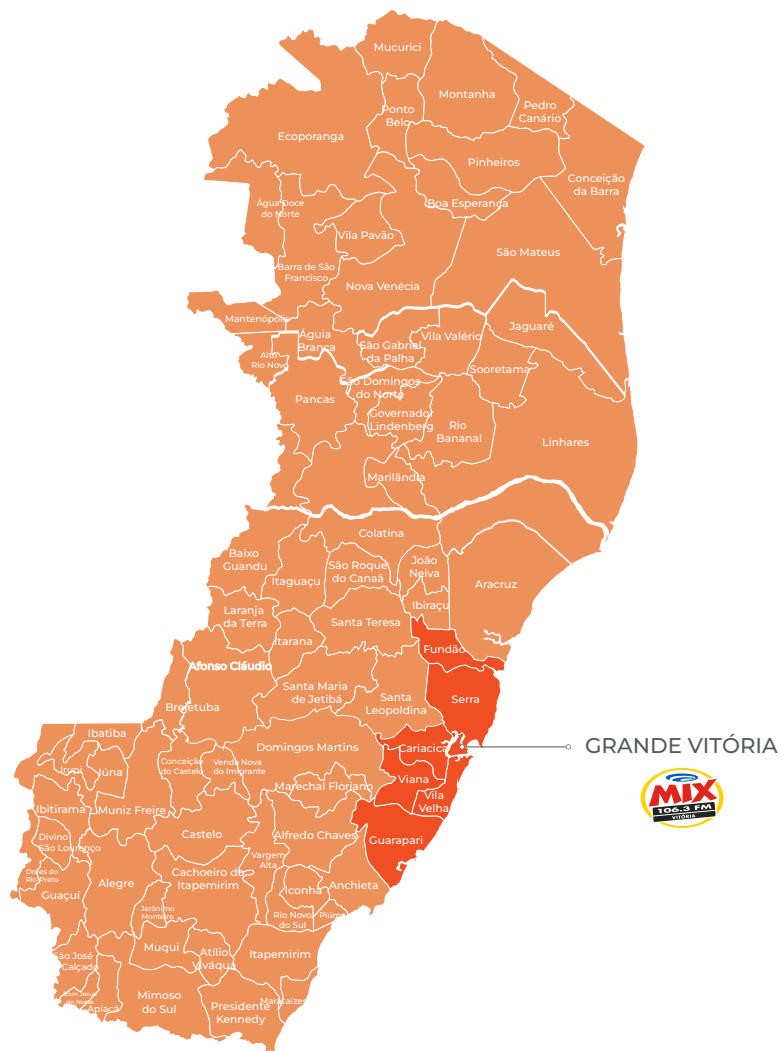 Mucurici
Montanha
Pedro
Canário
Ponto
Belo
Ecoporanga
Pinheiros
Conceição
da Barra
Água Doce
do Norte
Boa Esperança
Vila Pavão
São Mateus
Barra de São
Francisco
Nova Venécia
Mantenópolis
Jaguaré
Águia
Branca
Vila Valério
São Gabriel
da Palha
Alto
Rio Novo
Sooretama
São Domingos
do Norte
Pancas
Governador
Lindenberg
Rio
Bananal
Linhares
Marilândia
Colatina
Baixo
Guandu
João
Neiva
São Roque
do Canaã
Itaguaçu
Aracruz
Ibiraçu
Laranja
da Terra
Santa Teresa
Itarana
Fundão
Afonso Cláudio
Santa Maria
de Jetibá
Santa
Leopoldina
Serra
Brejetuba
Ibatiba
Domingos Martins
Cariacica
GRANDE VITÓRIA
Conceição
do Castelo
Venda Nova
do Imigrante
Irupi
Iúna
Viana
Marechal Floriano
MIX
106.3 FM
VITÓRIA
Vila
Velha
Ibitirama
Muniz Freire
Castelo
Alfredo Chaves
Guarapari
Divino
São Lourenço
Vargem
Alta
Dores do
Rio Preto
Cachoeiro de
Itapemirim
Alegre
Guaçuí
Iconha
Anchieta
Jerônimo
Monteiro
Rio Novo
do Sul
Piúma
Muqui
Atílio
Viváqua
Itapemirim
São José
Calçado
Bom Jesus
do Norte
Apiacá
Mimoso
do Sul
Presidente
Kennedy
Marataízes